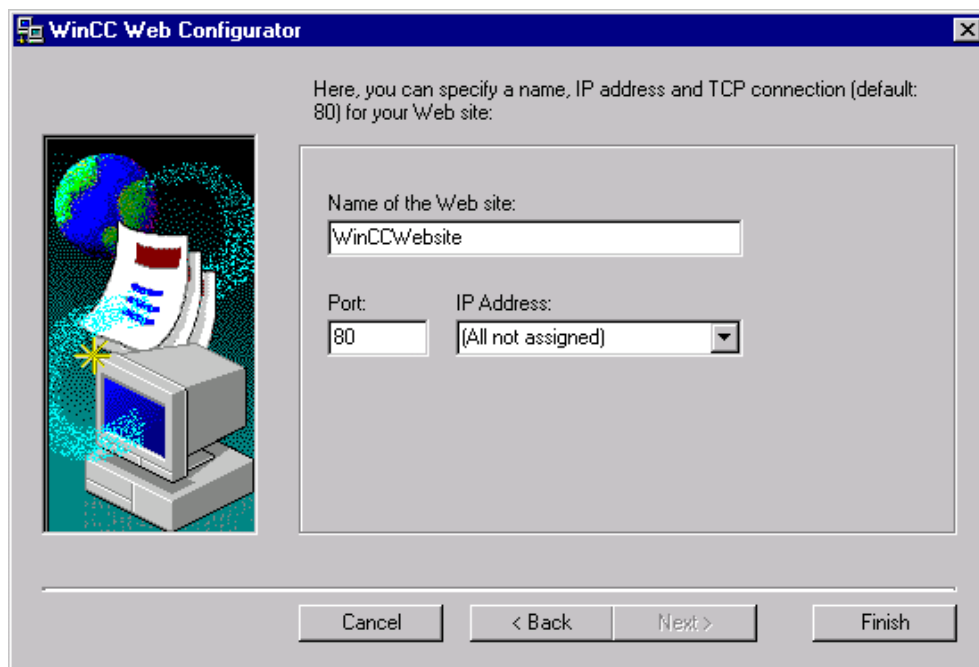 WinCC Web Configurator
Here, you can specify a name, IP address and TCP connection (default:
80) for your Web site:
Name of the Web site:
WinCCWebsite
Port:
IP Address:
80
(All not assigned)
Cancel
< Back
Next >
Finish